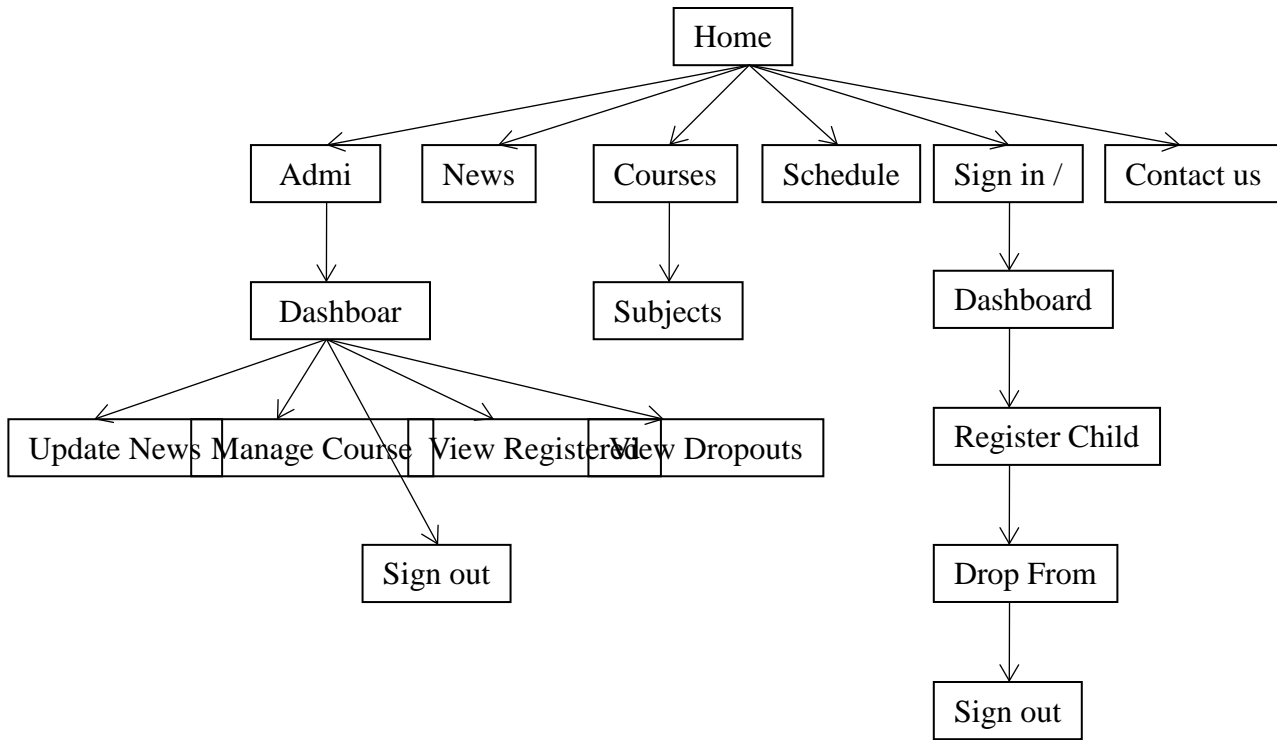 Home
Admi
News
Courses
Schedule
Sign in /
Contact us
Dashboar
Subjects
Dashboard
Update News
Manage Course
View Registered
View Dropouts
Register Child
Sign out
Drop From
Sign out